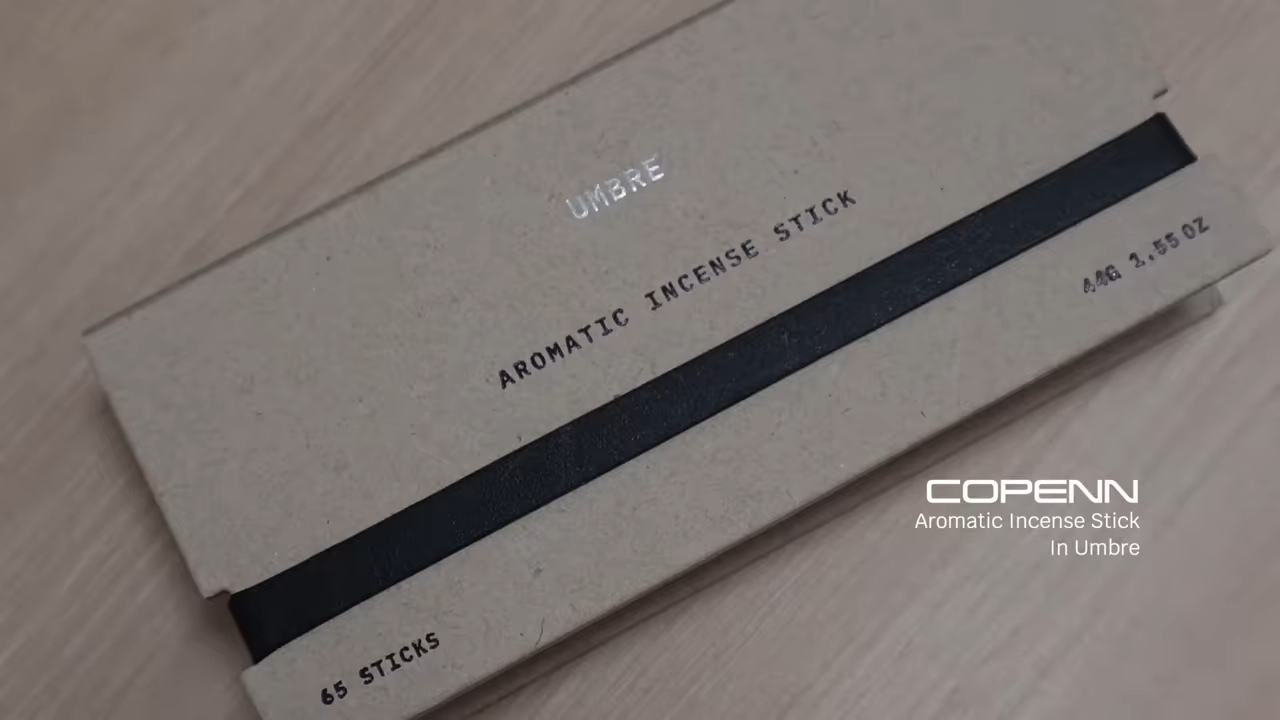 UMBRE
AROMATIC INCENSE STICK
44G 1.55 OZ
65 STICKS
COPENN
Aromatic Incense Stick
In Umbre